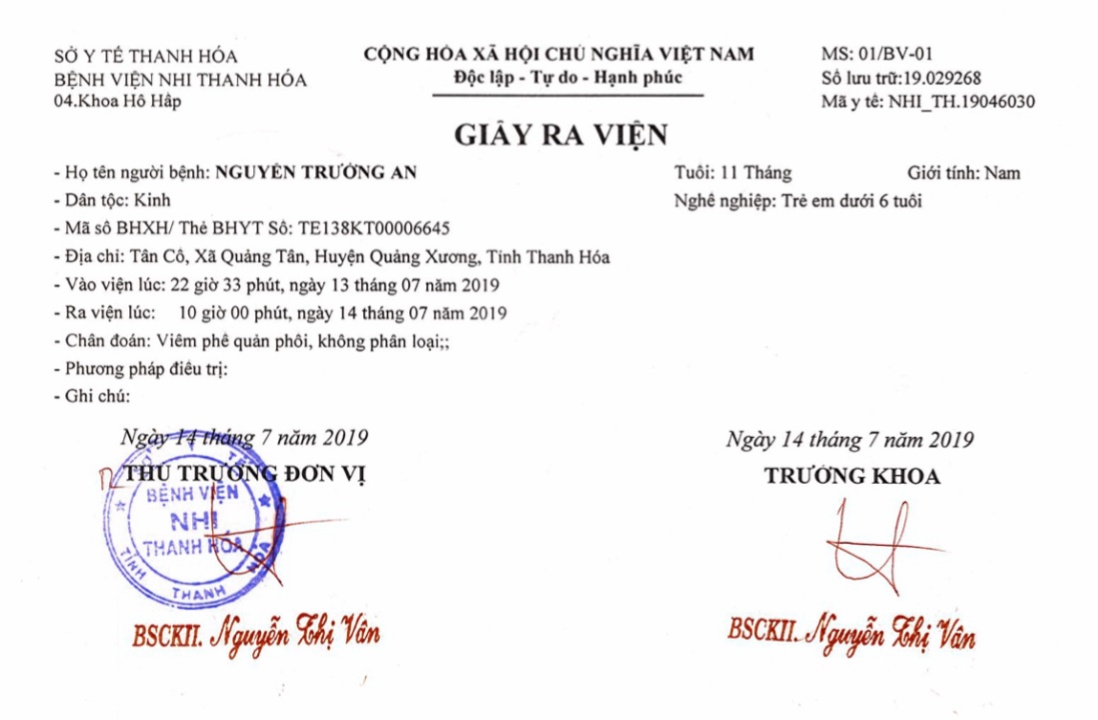 SỞ Y TẾ THANH HÓA
BỆNH VIỆN NHI THANH HÓA
04.Khoa Hô Hấp
CỘNG HÒA XÃ HỘI CHỦ NGHĨA VIỆT NAM
Độc lập - Tự do - Hạnh phúc
MS: 01/BV-01
Số lưu trữ:19.029268
Mã y tế: NHI_TH.19046030
GIẤY RA VIỆN
- Họ tên người bệnh: NGUYỄN TRƯỜNG AN Tuổi: 11 Tháng Giới tính: Nam
- Dân tộc: Kinh Nghề nghiệp: Trẻ em dưới 6 tuổi
- Mã số BHXH/ Thẻ BHYT Số: TE138KT00006645
- Địa chỉ: Tân Cổ, Xã Quảng Tân, Huyện Quảng Xương, Tỉnh Thanh Hóa
- Vào viện lúc: 22 giờ 33 phút, ngày 13 tháng 07 năm 2019
- Ra viện lúc: 10 giờ 00 phút, ngày 14 tháng 07 năm 2019
- Chẩn đoán: Viêm phế quản phổi, không phân loại;;
- Phương pháp điều trị:
- Ghi chú:
Ngày 14 tháng 7 năm 2019
THỦ TRƯỞNG ĐƠN VỊ
SỞ Y TẾ
BỆNH VIỆN
NHI
THANH HÓA
TỈNH THANH HÓA
BSCKII. Nguyễn Thị Vân
Ngày 14 tháng 7 năm 2019
TRƯỞNG KHOA
BSCKII. Nguyễn Thị Vân